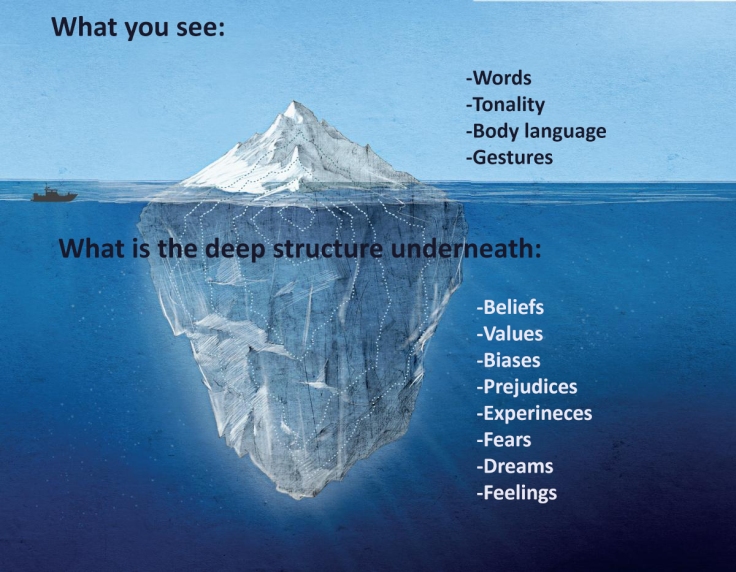 What you see:
-Words
-Tonality
-Body language
-Gestures
What is the deep structure underneath:
-Beliefs
-Values
-Biases
-Prejudices
-Experineces
-Fears
-Dreams
-Feelings